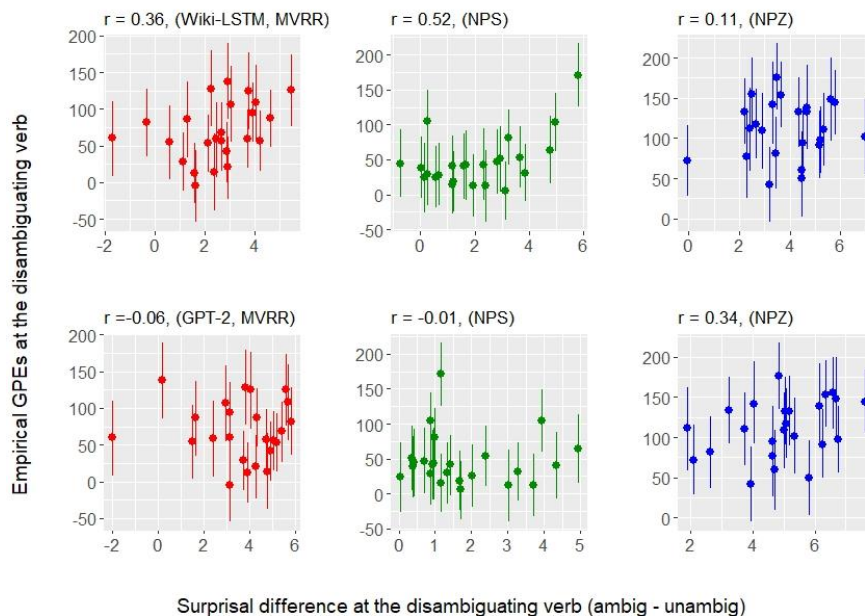 r = 0.36, (Wiki-LSTM, MVRR)
r = 0.52, (NPS)
r = 0.11, (NPZ)
200
150
100
50
0
-50
-2 0 2 4
200
150
100
50
0
-50
0 2 4 6
200
150
100
50
0
0 2 4 6
r =-0.06, (GPT-2, MVRR)
r = -0.01, (NPS)
r = 0.34, (NPZ)
200
150
100
50
0
-50
-2 0 2 4 6
200
150
100
50
0
-50
0 1 2 3 4 5
200
150
100
50
0
2 4 6
Empirical GPEs at the disambiguating verb
Surprisal difference at the disambiguating verb (ambig - unambig)